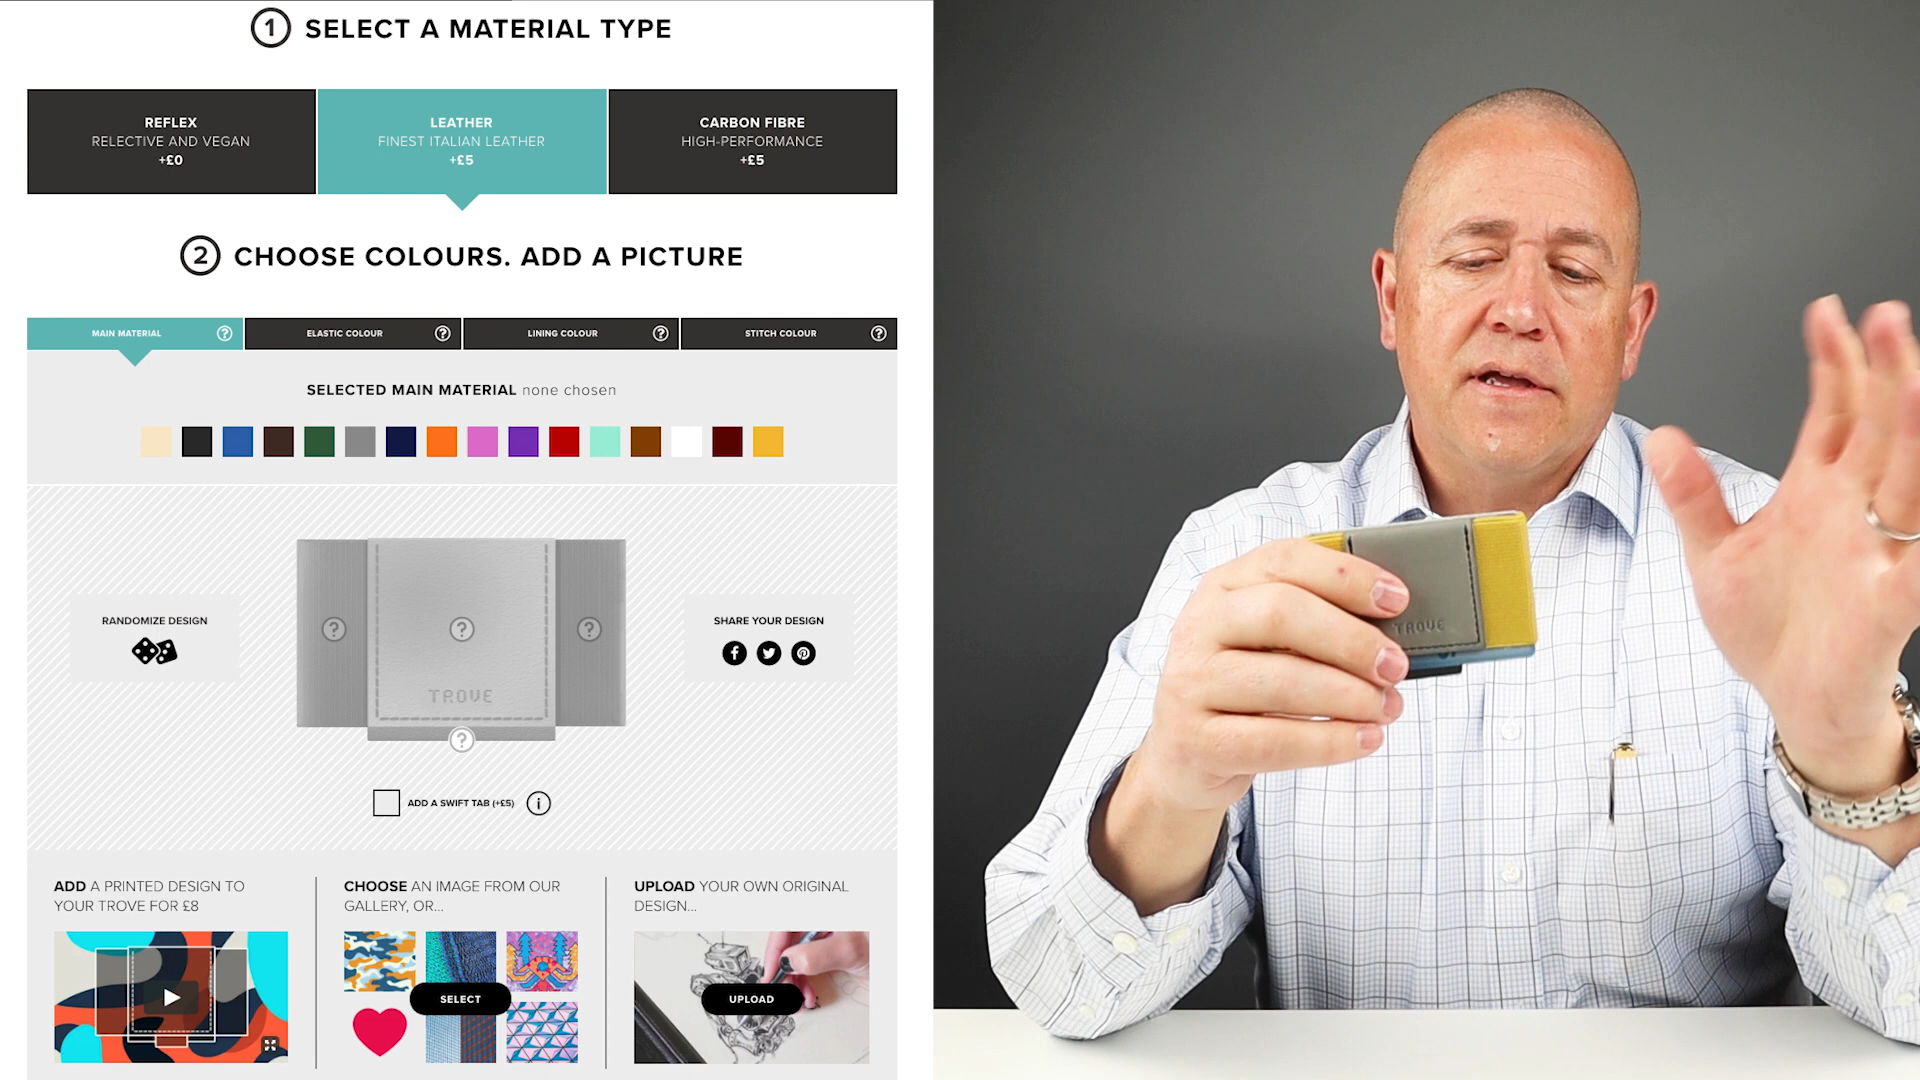 1 SELECT A MATERIAL TYPE
REFLEX
RELECTIVE AND VEGAN
+£0
LEATHER
FINEST ITALIAN LEATHER
+£5
CARBON FIBRE
HIGH-PERFORMANCE
+£5
2 CHOOSE COLOURS. ADD A PICTURE
MAIN MATERIAL ?
ELASTIC COLOUR ?
LINING COLOUR ?
STITCH COLOUR ?
SELECTED MAIN MATERIAL none chosen
RANDOMIZE DESIGN
? ? ?
TROVE
?
SHARE YOUR DESIGN
ADD A SWIFT TAB (+£5) i
ADD A PRINTED DESIGN TO
YOUR TROVE FOR £8
CHOOSE AN IMAGE FROM OUR
GALLERY, OR...
SELECT
UPLOAD YOUR OWN ORIGINAL
DESIGN...
UPLOAD
TROVE